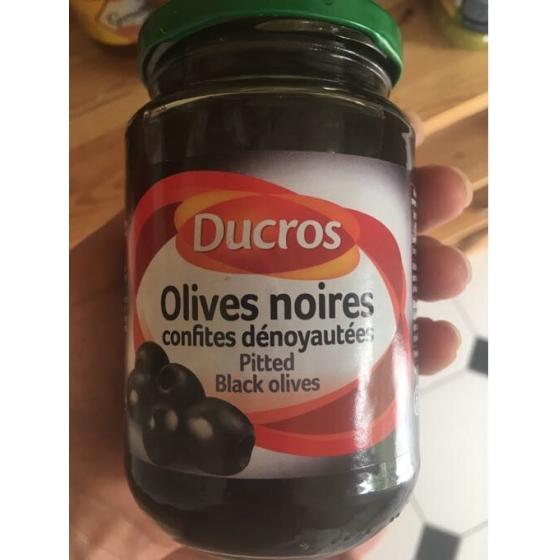 Ducros
Olives noires
confites dénoyautées
Pitted
Black olives